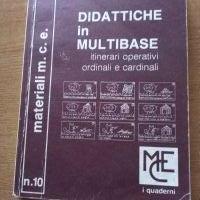 DIDATTICHE
in
MULTIBASE
itinerari operativi
ordinali e cardinali
materiali m. c. e.
n.10
MCE
i quaderni